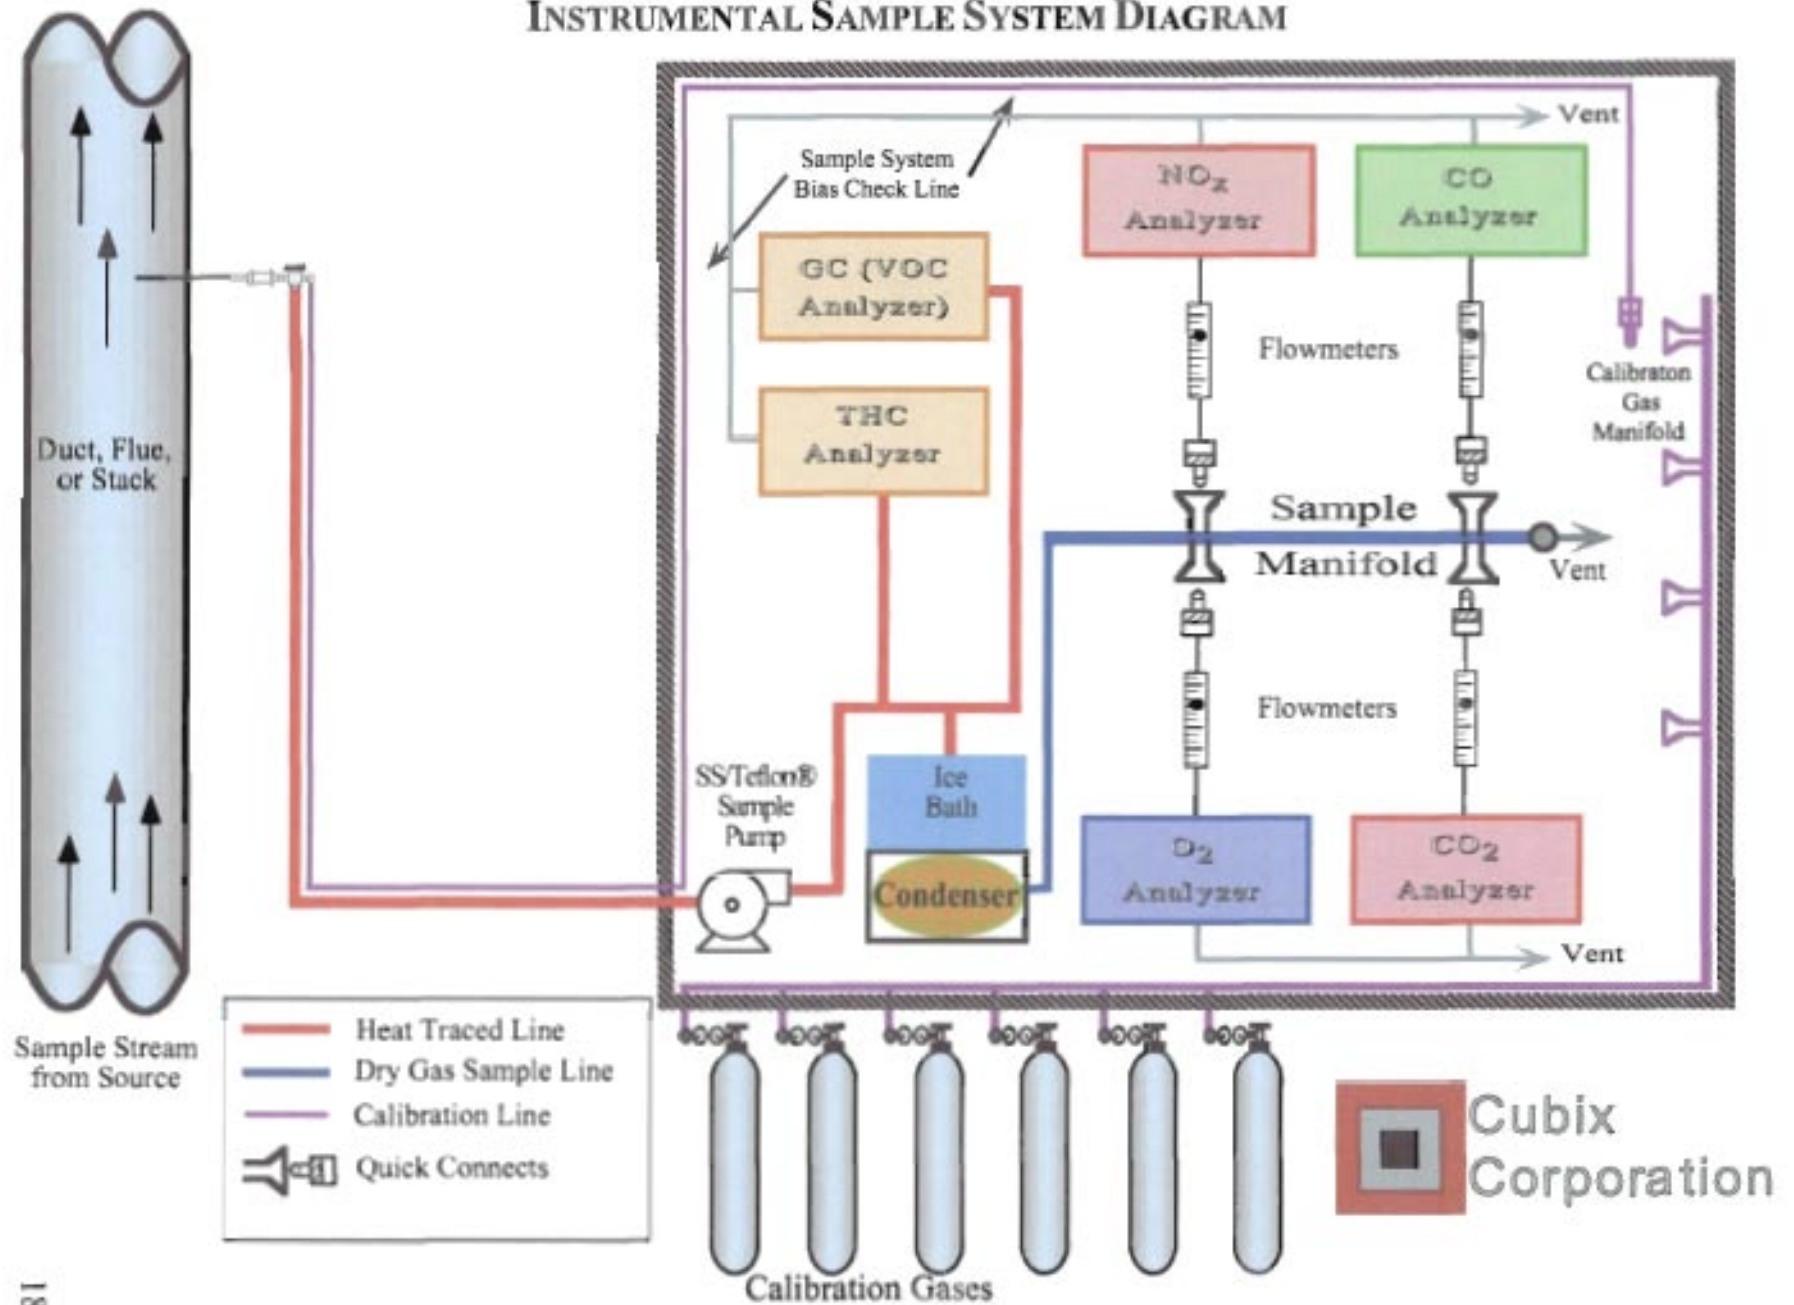 INSTRUMENTAL SAMPLE SYSTEM DIAGRAM
Vent
Sample System
Bias Check Line
NOx
Analyzer
CO
Analyzer
GC (VOC
Analyzer)
Flowmeters
Calibraton
Gas
Manifold
THC
Analyzer
Duct, Flue,
or Stack
Sample
Manifold
Vent
Flowmeters
SS/Teflon®
Sample
Pump
Ice
Bath
Condenser
O2
Analyzer
CO2
Analyzer
Vent
Sample Stream
from Source
Heat Traced Line
Dry Gas Sample Line
Calibration Line
Quick Connects
Cubix
Corporation
Calibration Gases
18